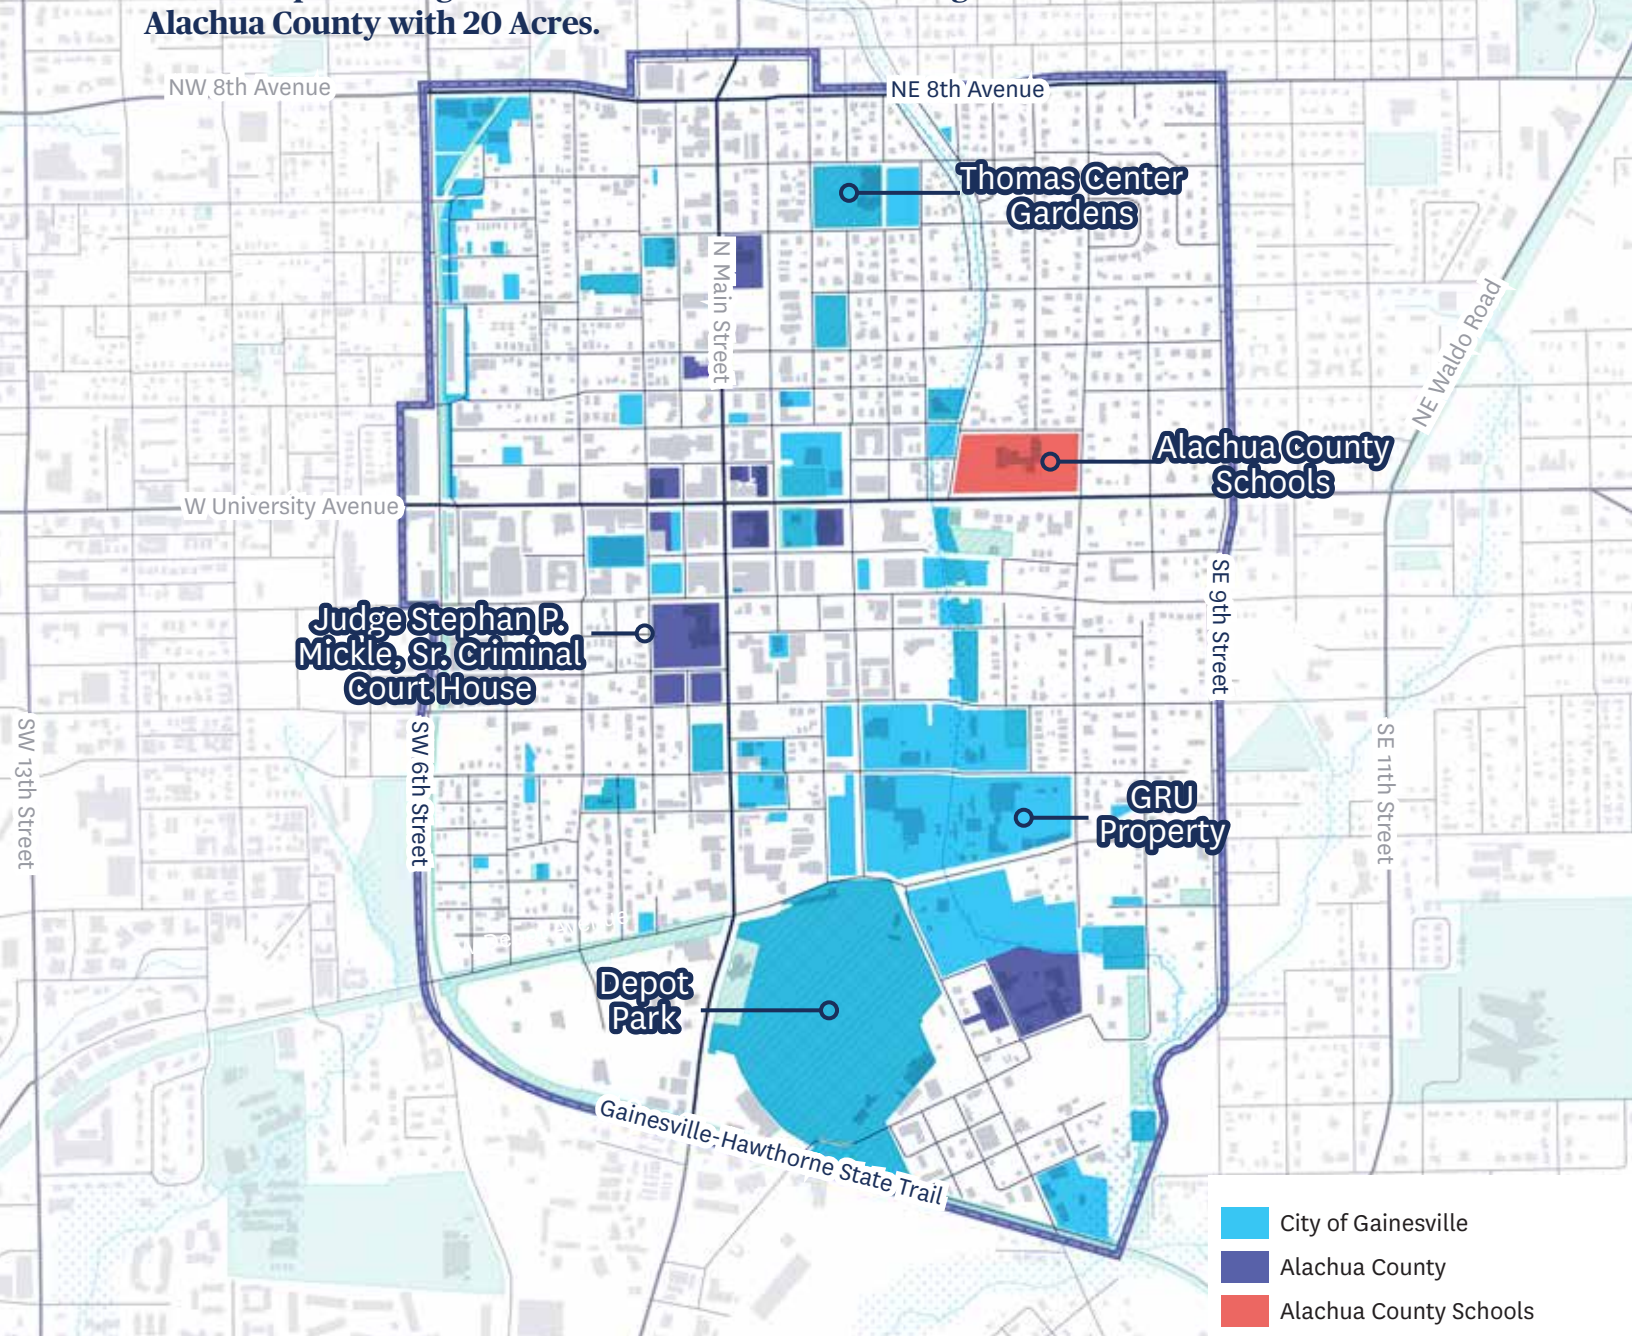 Alachua County with 20 Acres.
NW 8th Avenue
NE 8th Avenue
Thomas Center
Gardens
N Main Street
NE Waldo Road
Alachua County
Schools
W University Avenue
SE 9th Street
Judge Stephan P.
Mickle, Sr. Criminal
Court House
SW 13th Street
SW 6th Street
SE 11th Street
GRU
Property
Depot
Park
Gainesville-Hawthorne State Trail
City of Gainesville
Alachua County
Alachua County Schools